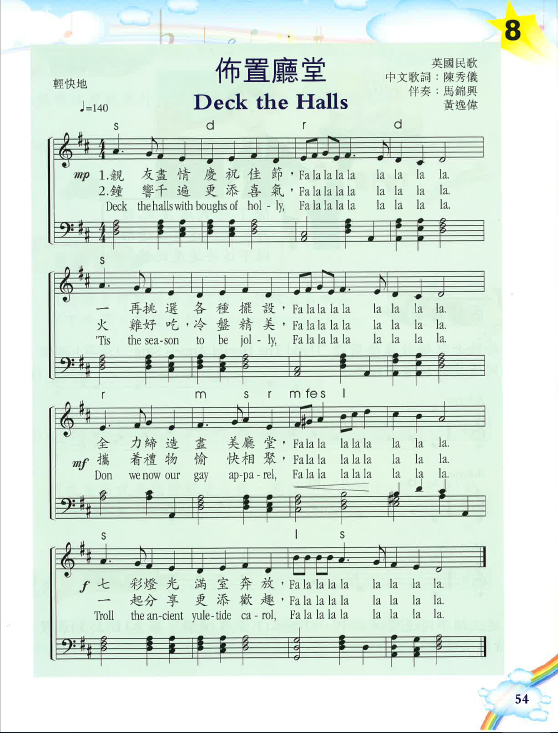 8
佈置廳堂
英國民歌
中文歌詞：陳秀儀
伴奏：馬錦興
黃逸偉
輕快地
Deck the Halls
♩=140
s d r d
mp 1.親 友盡 情 慶 祝 佳 節，Fa la la la la la la la la.
2.鐘 響千 遍 更 添 喜 氣，Fa la la la la la la la la.
Deck the halls with boughs of hol - ly, Fa la la la la la la la la.
s
一 再挑 選 各 種 擺 設，Fa la la la la la la la la.
火 雞好 吃，冷 盤 精 美，Fa la la la la la la la la.
'Tis the sea-son to be jol - ly, Fa la la la la la la la la.
r m s r m fe s l
全 力締 造 盡 美廳 堂，Fa la la la la la la la la.
mf 攜 着禮 物 愉 快相 聚，Fa la la la la la la la la.
Don we now our gay ap-pa - rel, Fa la la la la la la la la.
s l s
f 七 彩燈 光 滿 室 奔 放，Fa la la la la la la la la.
一 起分 享 更 添 歡 趣，Fa la la la la la la la la.
Troll the an-cient yule-tide ca - rol, Fa la la la la la la la la.
54